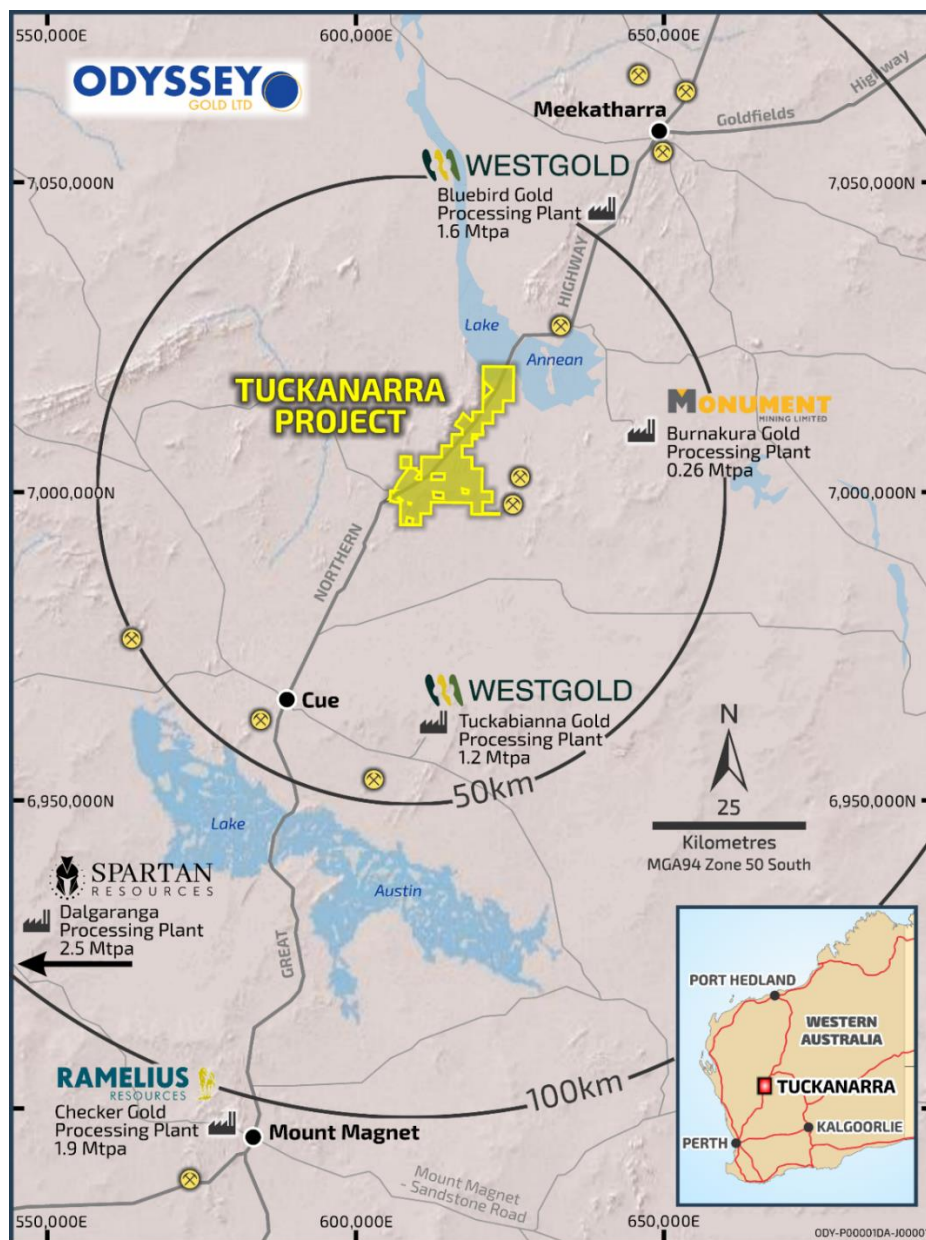 550,000E
600,000E
650,000E
ODYSSEY
GOLD LTD
Meekatharra
Goldfields
Highway
7,050,000N
7,050,000N
WESTGOLD
Bluebird Gold
Processing Plant
1.6 Mtpa
HIGHWAY
Lake
Annean
TUCKANARRA
PROJECT
MONUMENT
MINING LIMITED
Burnakura Gold
Processing Plant
0.26 Mtpa
7,000,000N
7,000,000N
NORTHERN
WESTGOLD
Tuckabianna Gold
Processing Plant
1.2 Mtpa
Cue
N
50km
6,950,000N
6,950,000N
25
Kilometres
MGA94 Zone 50 South
Lake
Austin
SPARTAN
RESOURCES
Dalgaranga
Processing Plant
2.5 Mtpa
GREAT
PORT HEDLAND
WESTERN
AUSTRALIA
TUCKANARRA
KALGOORLIE
PERTH
RAMELIUS
RESOURCES
Checker Gold
Processing Plant
1.9 Mtpa
100km
Mount Magnet
Mount Magnet
- Sandstone Road
550,000E
600,000E
650,000E